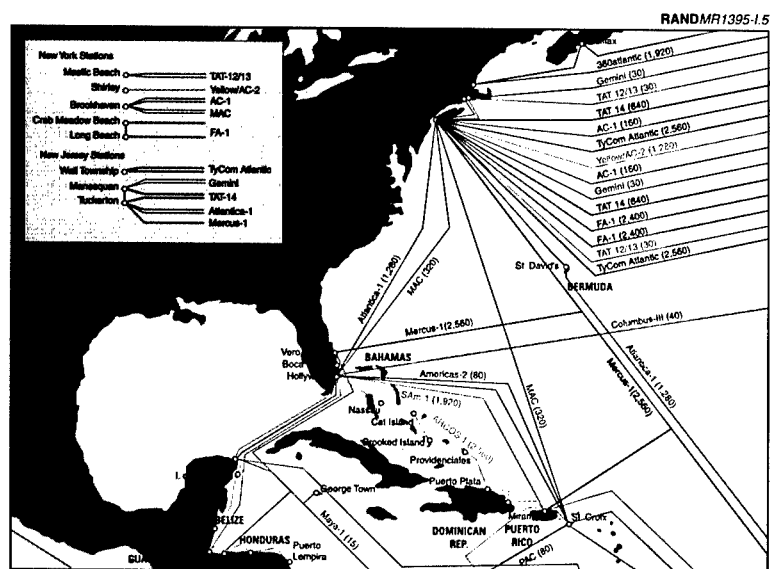 RANDMR1395-I.5
New York Stations
Mastic Beach
TAT-12/13
Shirley
Yellow/AC-2
Brookhaven
AC-1
MAC
Crab Meadow Beach
Long Beach
FA-1
New Jersey Stations
Wall Township
TyCom Atlantic
Manasquan
Gemini
Tuckerton
TAT-14
Atlantica-1
Mercus-1
360atlantic (1,920)
Gemini (30)
TAT 12/13 (30)
TAT 14 (640)
AC-1 (160)
TyCom Atlantic (2,560)
Yellow/AC-2 (1,280)
AC-1 (160)
Gemini (30)
TAT 14 (640)
FA-1 (2,400)
FA-1 (2,400)
TAT 12/13 (30)
TyCom Atlantic (2,560)
St David's
BERMUDA
Atlantica-1 (1,280)
MAC (320)
Mercus-1(2,560)
Columbus-III (40)
Vero
Boca
Hollyw
BAHAMAS
Americas-2 (80)
SAm-1 (1,920)
Nassau
Cat Island
ARCOS-1
Crooked Island
Providenciales
MAC (320)
Atlantica-1 (1,280)
Mercus-1(2,560)
Puerto Plata
George Town
Miramar
St. Croix
DOMINICAN
REP.
PUERTO
RICO
PAC (80)
Maya-1 (15)
BELIZE
HONDURAS
Puerto
Lempira